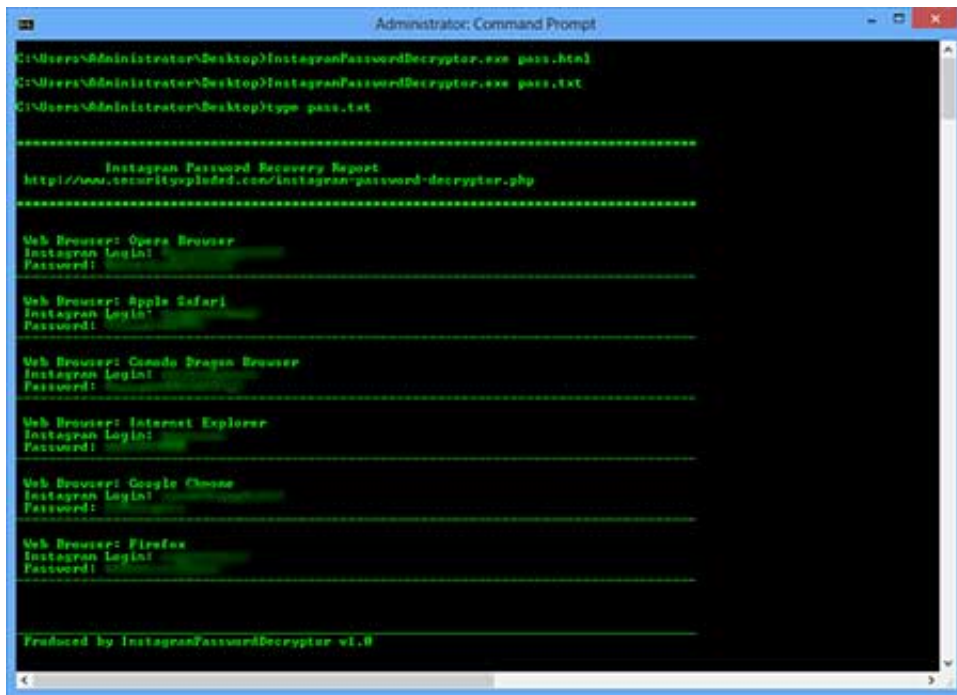 Administrator: Command Prompt
C:\Users\Administrator\Desktop>InstagramPasswordDecryptor.exe pass.html
C:\Users\Administrator\Desktop>InstagramPasswordDecryptor.exe pass.txt
C:\Users\Administrator\Desktop>type pass.txt
Instagram Password Recovery Report
http://www.securityxploded.com/instagram-password-decryptor.php
Web Browser: Opera Browser
Instagram Login:
Password:
Web Browser: Apple Safari
Instagram Login:
Password:
Web Browser: Comodo Dragon Browser
Instagram Login:
Password:
Web Browser: Internet Explorer
Instagram Login:
Password:
Web Browser: Google Chrome
Instagram Login:
Password:
Web Browser: Firefox
Instagram Login:
Password:
Produced by InstagramPasswordDecryptor v1.0